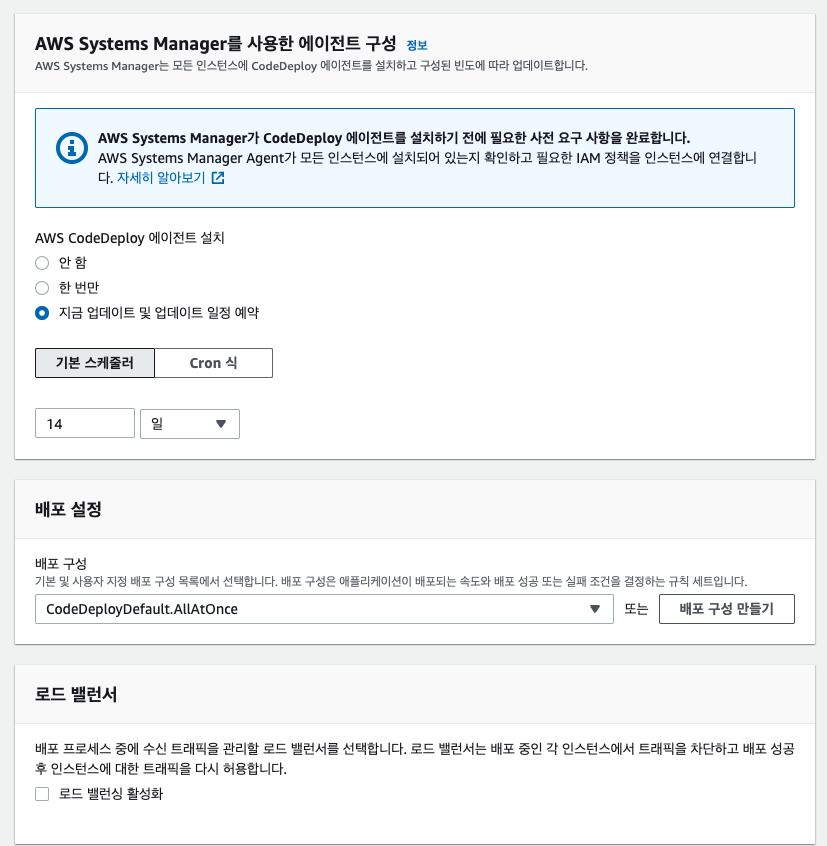 AWS Systems Manager를 사용한 에이전트 구성 정보
AWS Systems Manager는 모든 인스턴스에 CodeDeploy 에이전트를 설치하고 구성된 빈도에 따라 업데이트합니다.
AWS Systems Manager가 CodeDeploy 에이전트를 설치하기 전에 필요한 사전 요구 사항을 완료합니다.
AWS Systems Manager Agent가 모든 인스턴스에 설치되어 있는지 확인하고 필요한 IAM 정책을 인스턴스에 연결합니
다. 자세히 알아보기
AWS CodeDeploy 에이전트 설치
안 함
한 번만
지금 업데이트 및 업데이트 일정 예약
기본 스케줄러 Cron 식
14 일
배포 설정
배포 구성
기본 및 사용자 지정 배포 구성 목록에서 선택합니다. 배포 구성은 애플리케이션이 배포되는 속도와 배포 성공 또는 실패 조건을 결정하는 규칙 세트입니다.
CodeDeployDefault.AllAtOnce 또는 배포 구성 만들기
로드 밸런서
배포 프로세스 중에 수신 트래픽을 관리할 로드 밸런서를 선택합니다. 로드 밸런서는 배포 중인 각 인스턴스에서 트래픽을 차단하고 배포 성공
후 인스턴스에 대한 트래픽을 다시 허용합니다.
로드 밸런싱 활성화